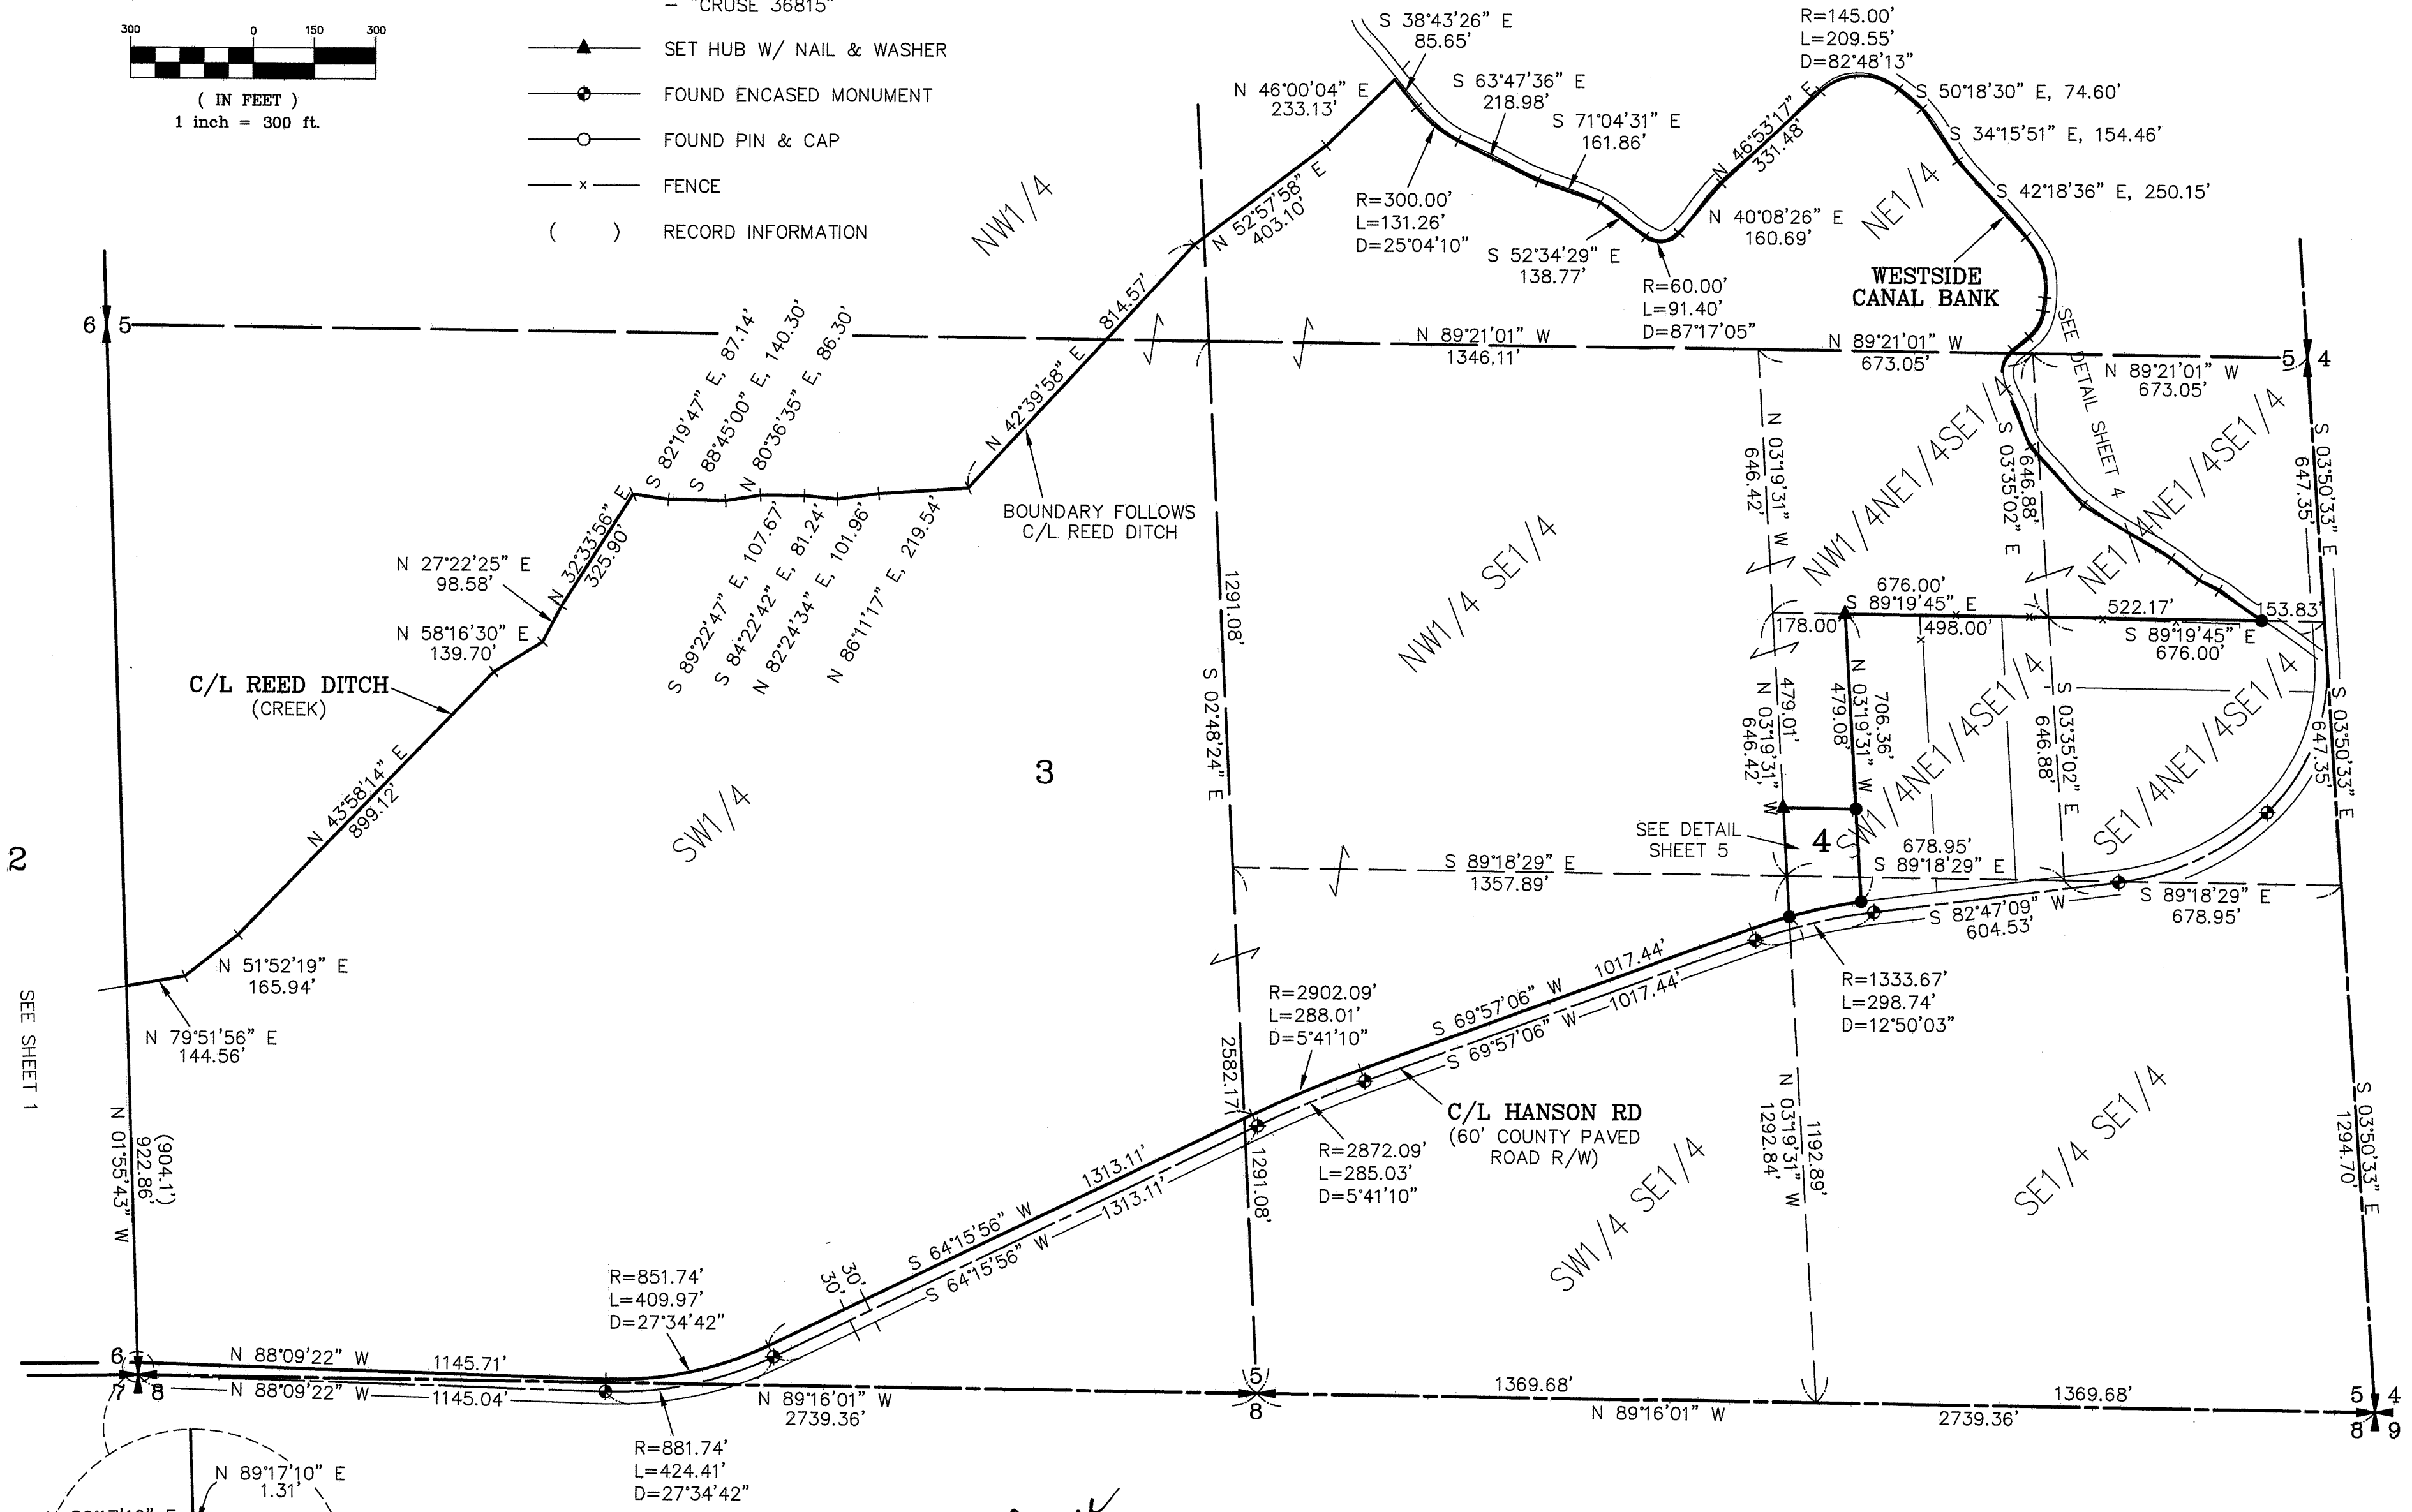 300
0
150
300
( IN FEET )
1 inch = 300 ft.
– "CRUSE 36815"
SET HUB W/ NAIL & WASHER
FOUND ENCASED MONUMENT
FOUND PIN & CAP
x
FENCE
( )
RECORD INFORMATION
S 38°43'26" E
85.65'
N 46°00'04" E
233.13'
S 63°47'36" E
218.98'
S 71°04'31" E
161.86'
R=145.00'
L=209.55'
D=82°48'13"
S 50°18'30" E, 74.60'
S 34°15'51" E, 154.46'
S 42°18'36" E, 250.15'
N 46°53'17" E
331.48'
N 40°08'26" E
160.69'
R=300.00'
L=131.26'
D=25°04'10"
S 52°34'29" E
138.77'
R=60.00'
L=91.40'
D=87°17'05"
N 52°57'58" E
403.10'
NW1/4
NE1/4
WESTSIDE
CANAL BANK
SEE DETAIL SHEET 4
6 5
814.57'
N 42°39'58" E
N 89°21'01" W
1346.11'
N 89°21'01" W
673.05'
N 89°21'01" W
673.05'
5 4
S 82°19'47" E, 87.14'
S 88°45'00" E, 140.30'
N 80°36'35" E, 86.30'
S 89°22'47" E, 107.67'
S 84°22'42" E, 81.24'
N 82°24'34" E, 101.96'
N 86°11'17" E, 219.54'
BOUNDARY FOLLOWS
C/L REED DITCH
N 32°33'56" E
325.90'
N 27°22'25" E
98.58'
N 58°16'30" E
139.70'
C/L REED DITCH
(CREEK)
N 43°58'14" E
899.12'
N 51°52'19" E
165.94'
N 79°51'56" E
144.56'
2
SEE SHEET 1
3
SW1/4
1291.08'
S 02°48'24" E
NW1/4 SE1/4
N 03°19'31" W
646.42'
NW1/4NE1/4SE1/4
S 03°35'02" E
646.88'
NE1/4NE1/4SE1/4
S 03°50'33" E
647.35'
676.00'
S 89°19'45" E
178.00'
498.00'
522.17'
153.83'
S 89°19'45" E
676.00'
479.01'
N 03°19'31" W
646.42'
N 03°19'31" W
479.08'
706.36'
SW1/4NE1/4SE1/4
S 03°35'02" E
646.88'
SE1/4NE1/4SE1/4
S 03°50'33" E
647.35'
SEE DETAIL
SHEET 5
4
678.95'
S 89°18'29" E
S 89°18'29" E
1357.89'
S 89°18'29" E
678.95'
S 82°47'09" W
604.53'
R=1333.67'
L=298.74'
D=12°50'03"
R=2902.09'
L=288.01'
D=5°41'10"
S 69°57'06" W
1017.44'
S 69°57'06" W
1017.44'
C/L HANSON RD
(60' COUNTY PAVED
ROAD R/W)
R=2872.09'
L=285.03'
D=5°41'10"
2582.17'
1291.08'
N 03°19'31" W
1292.84'
1192.89'
SW1/4 SE1/4
SE1/4 SE1/4
S 03°50'33" E
1294.70'
N 01°55'43" W
922.86'
(904.1')
S 64°15'56" W
1313.11'
S 64°15'56" W
1313.11'
30'
30'
R=851.74'
L=409.97'
D=27°34'42"
6
7 8
N 88°09'22" W
1145.71'
N 88°09'22" W
1145.04'
N 89°16'01" W
2739.36'
5
8
1369.68'
N 89°16'01" W
1369.68'
2739.36'
5 4
8 9
R=881.74'
L=424.41'
D=27°34'42"
N 89°17'10" E
1.31'